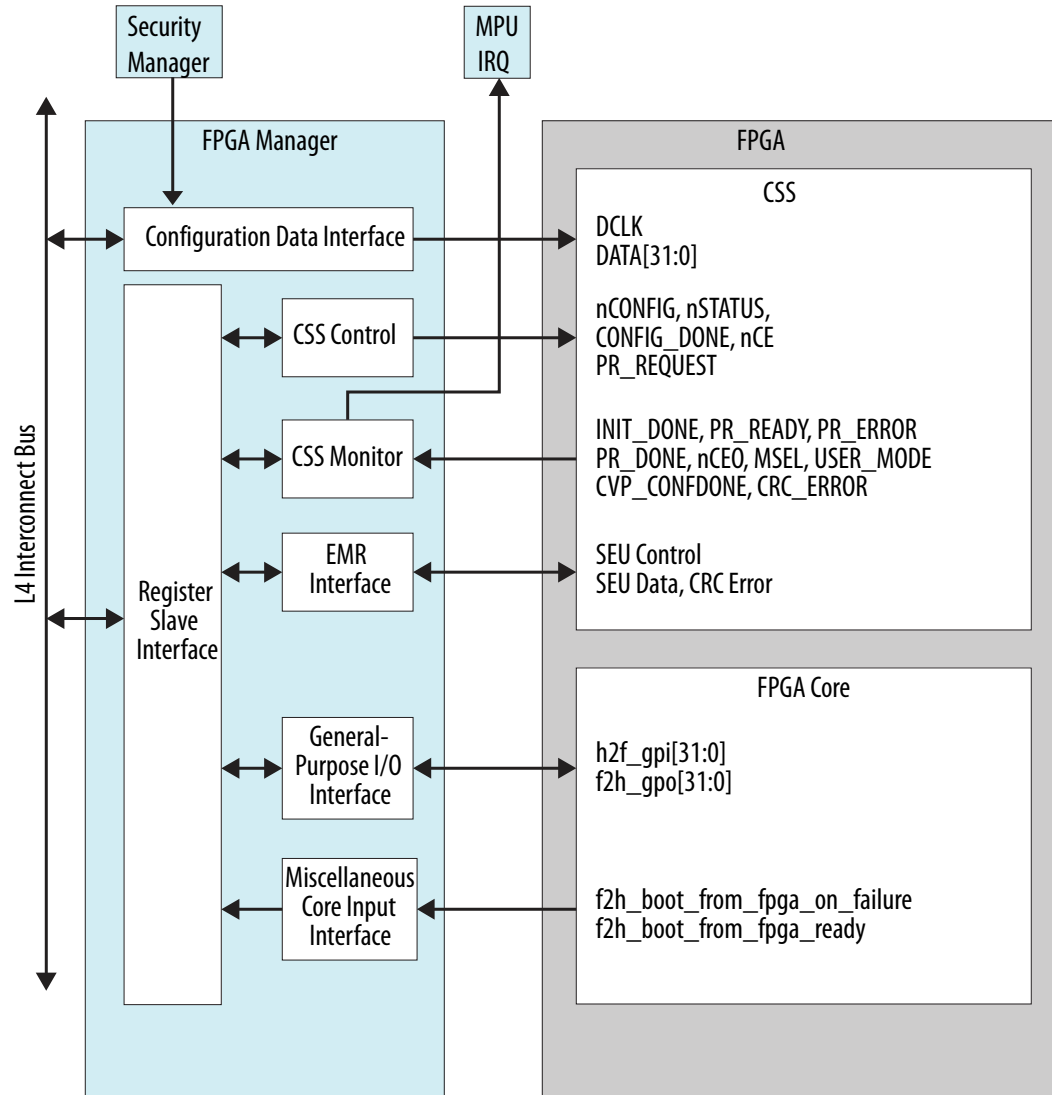 Security
Manager
MPU
IRQ
FPGA Manager
FPGA
CSS
Configuration Data Interface
DCLK
DATA[31:0]
CSS Control
nCONFIG, nSTATUS,
CONFIG_DONE, nCE
PR_REQUEST
CSS Monitor
INIT_DONE, PR_READY, PR_ERROR
PR_DONE, nCEO, MSEL, USER_MODE
CVP_CONFDONE, CRC_ERROR
L4 Interconnect Bus
EMR
Interface
SEU Control
SEU Data, CRC Error
Register
Slave
Interface
FPGA Core
General-
Purpose I/O
Interface
h2f_gpi[31:0]
f2h_gpo[31:0]
Miscellaneous
Core Input
Interface
f2h_boot_from_fpga_on_failure
f2h_boot_from_fpga_ready